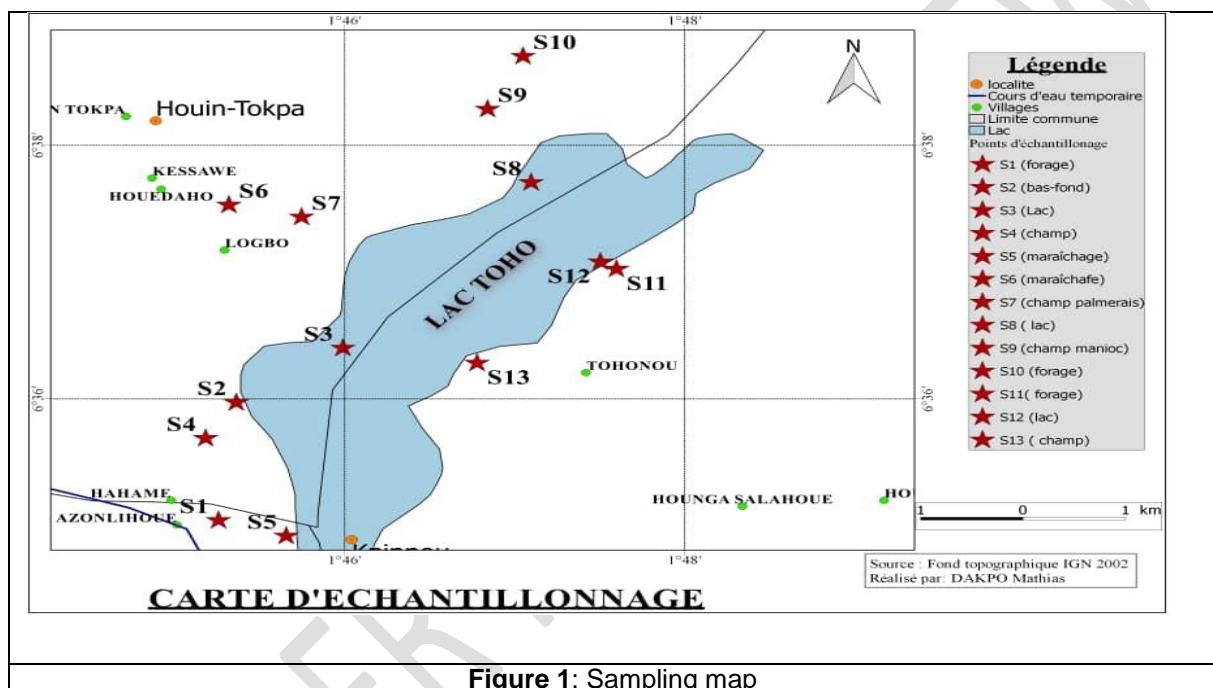 1°46'
1°48'
S10
N
S9
N TOKPA
Houin-Tokpa
6°38'
KESSAWE
HOUEDAHO
S6
S7
S8
LOGBO
LAC TOHO
S12
S11
S3
S13
TOHONOU
S2
6°36'
S4
HAHAME
S1
AZONLIHOUE
S5
HOUNGA SALAHOUE
HO
1°46'
1°48'
Légende
localite
Cours d'eau temporaire
Villages
Limite commune
Lac
Points d'échantillonage
S1 (forage)
S2 (bas-fond)
S3 (Lac)
S4 (champ)
S5 (maraîchage)
S6 (maraîchafe)
S7 (champ palmerais)
S8 ( lac)
S9 (champ manioc)
S10 (forage)
S11( forage)
S12 (lac)
S13 ( champ)
1 0 1 km
Source : Fond topographique IGN 2002
Réalisé par: DAKPO Mathias
CARTE D'ECHANTILLONNAGE
Figure 1: Sampling map